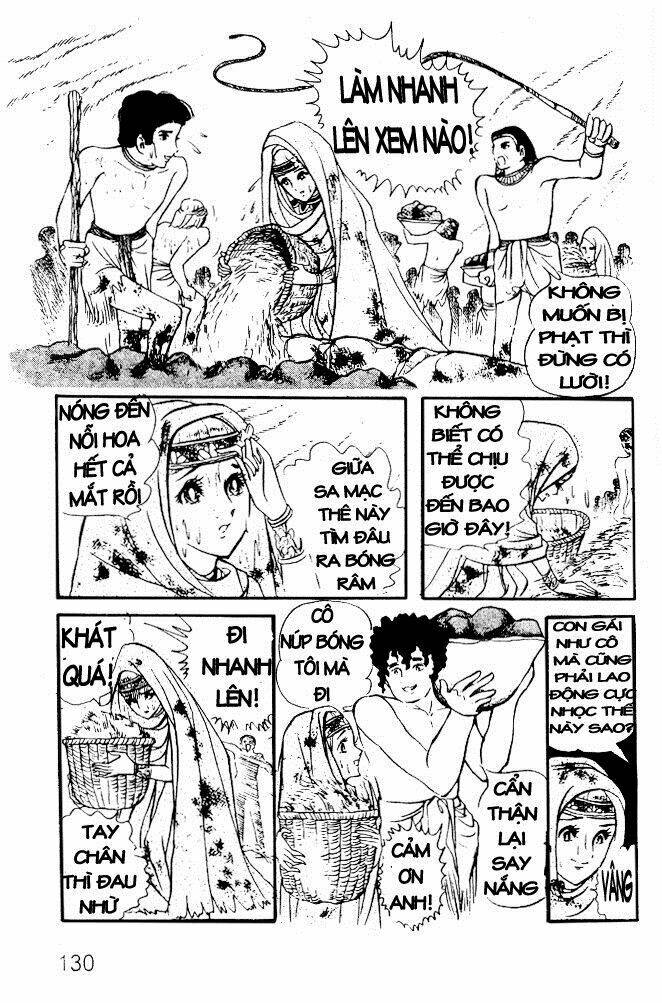 LÀM NHANH
LÊN XEM NÀO!
KHÔNG
MUỐN BỊ
PHẠT THÌ
ĐỪNG CÓ
LƯỜI!
NÓNG ĐẾN
NỖI HOA
HẾT CẢ
MẮT RỒI
GIỮA
SA MẠC
THẾ NÀY
TÌM ĐÂU
RA BÓNG
RÂM
KHÔNG
BIẾT CÓ
THỂ CHỊU
ĐƯỢC
ĐẾN BAO
GIỜ ĐÂY!
KHÁT
QUÁ!
ĐI
NHANH
LÊN!
TAY
CHÂN
THÌ ĐAU
NHỪ
CÔ
NÚP BÓNG
TÔI MÀ
ĐI
CẢM
ƠN
ANH!
CẨN
THẬN
LẠI
SAY
NẮNG
CON GÁI
NHƯ CÔ
MÀ CŨNG
PHẢI LAO
ĐỘNG CỰC
NHỌC THẾ
NÀY SAO?
VÂNG
130